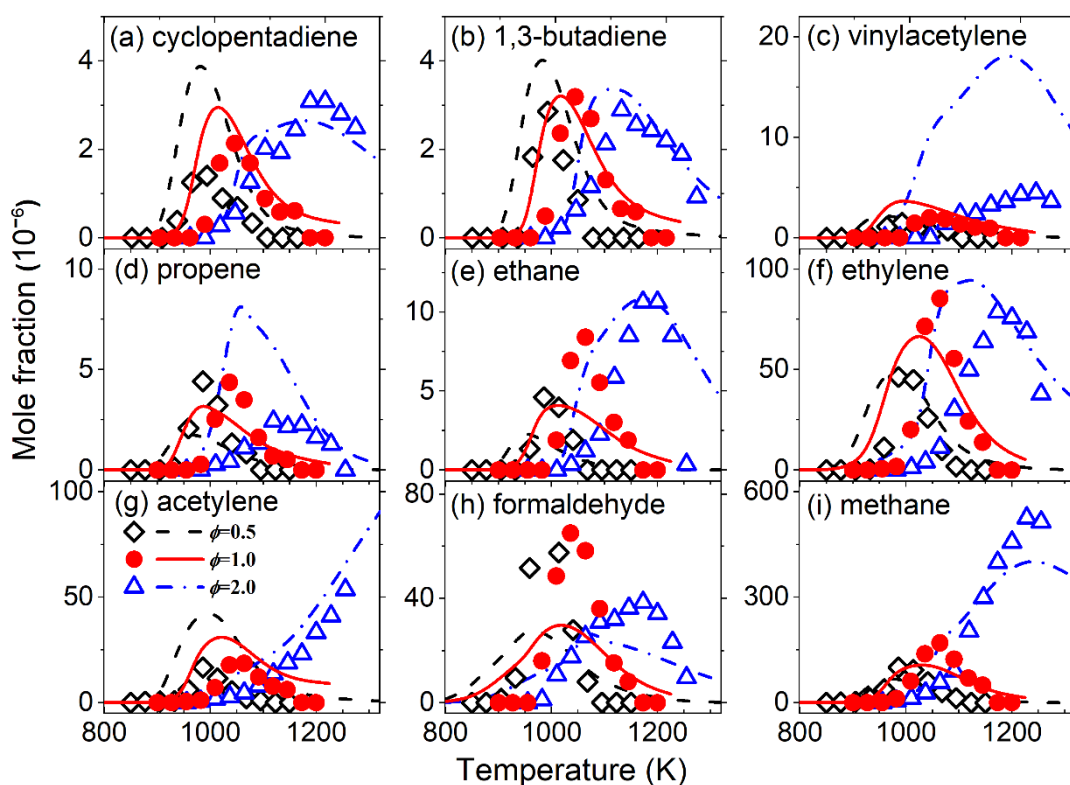 (a) cyclopentadiene
(b) 1,3-butadiene
(c) vinylacetylene
4
2
0
4
2
0
20
10
0
(d) propene
(e) ethane
(f) ethylene
10
5
0
10
5
0
100
50
0
(g) acetylene
(h) formaldehyde
(i) methane
100
50
0
80
60
40
20
0
600
300
0
ϕ=0.5
ϕ=1.0
ϕ=2.0
800 1000 1200
800 1000 1200
800 1000 1200
Mole fraction (10⁻⁶)
Temperature (K)